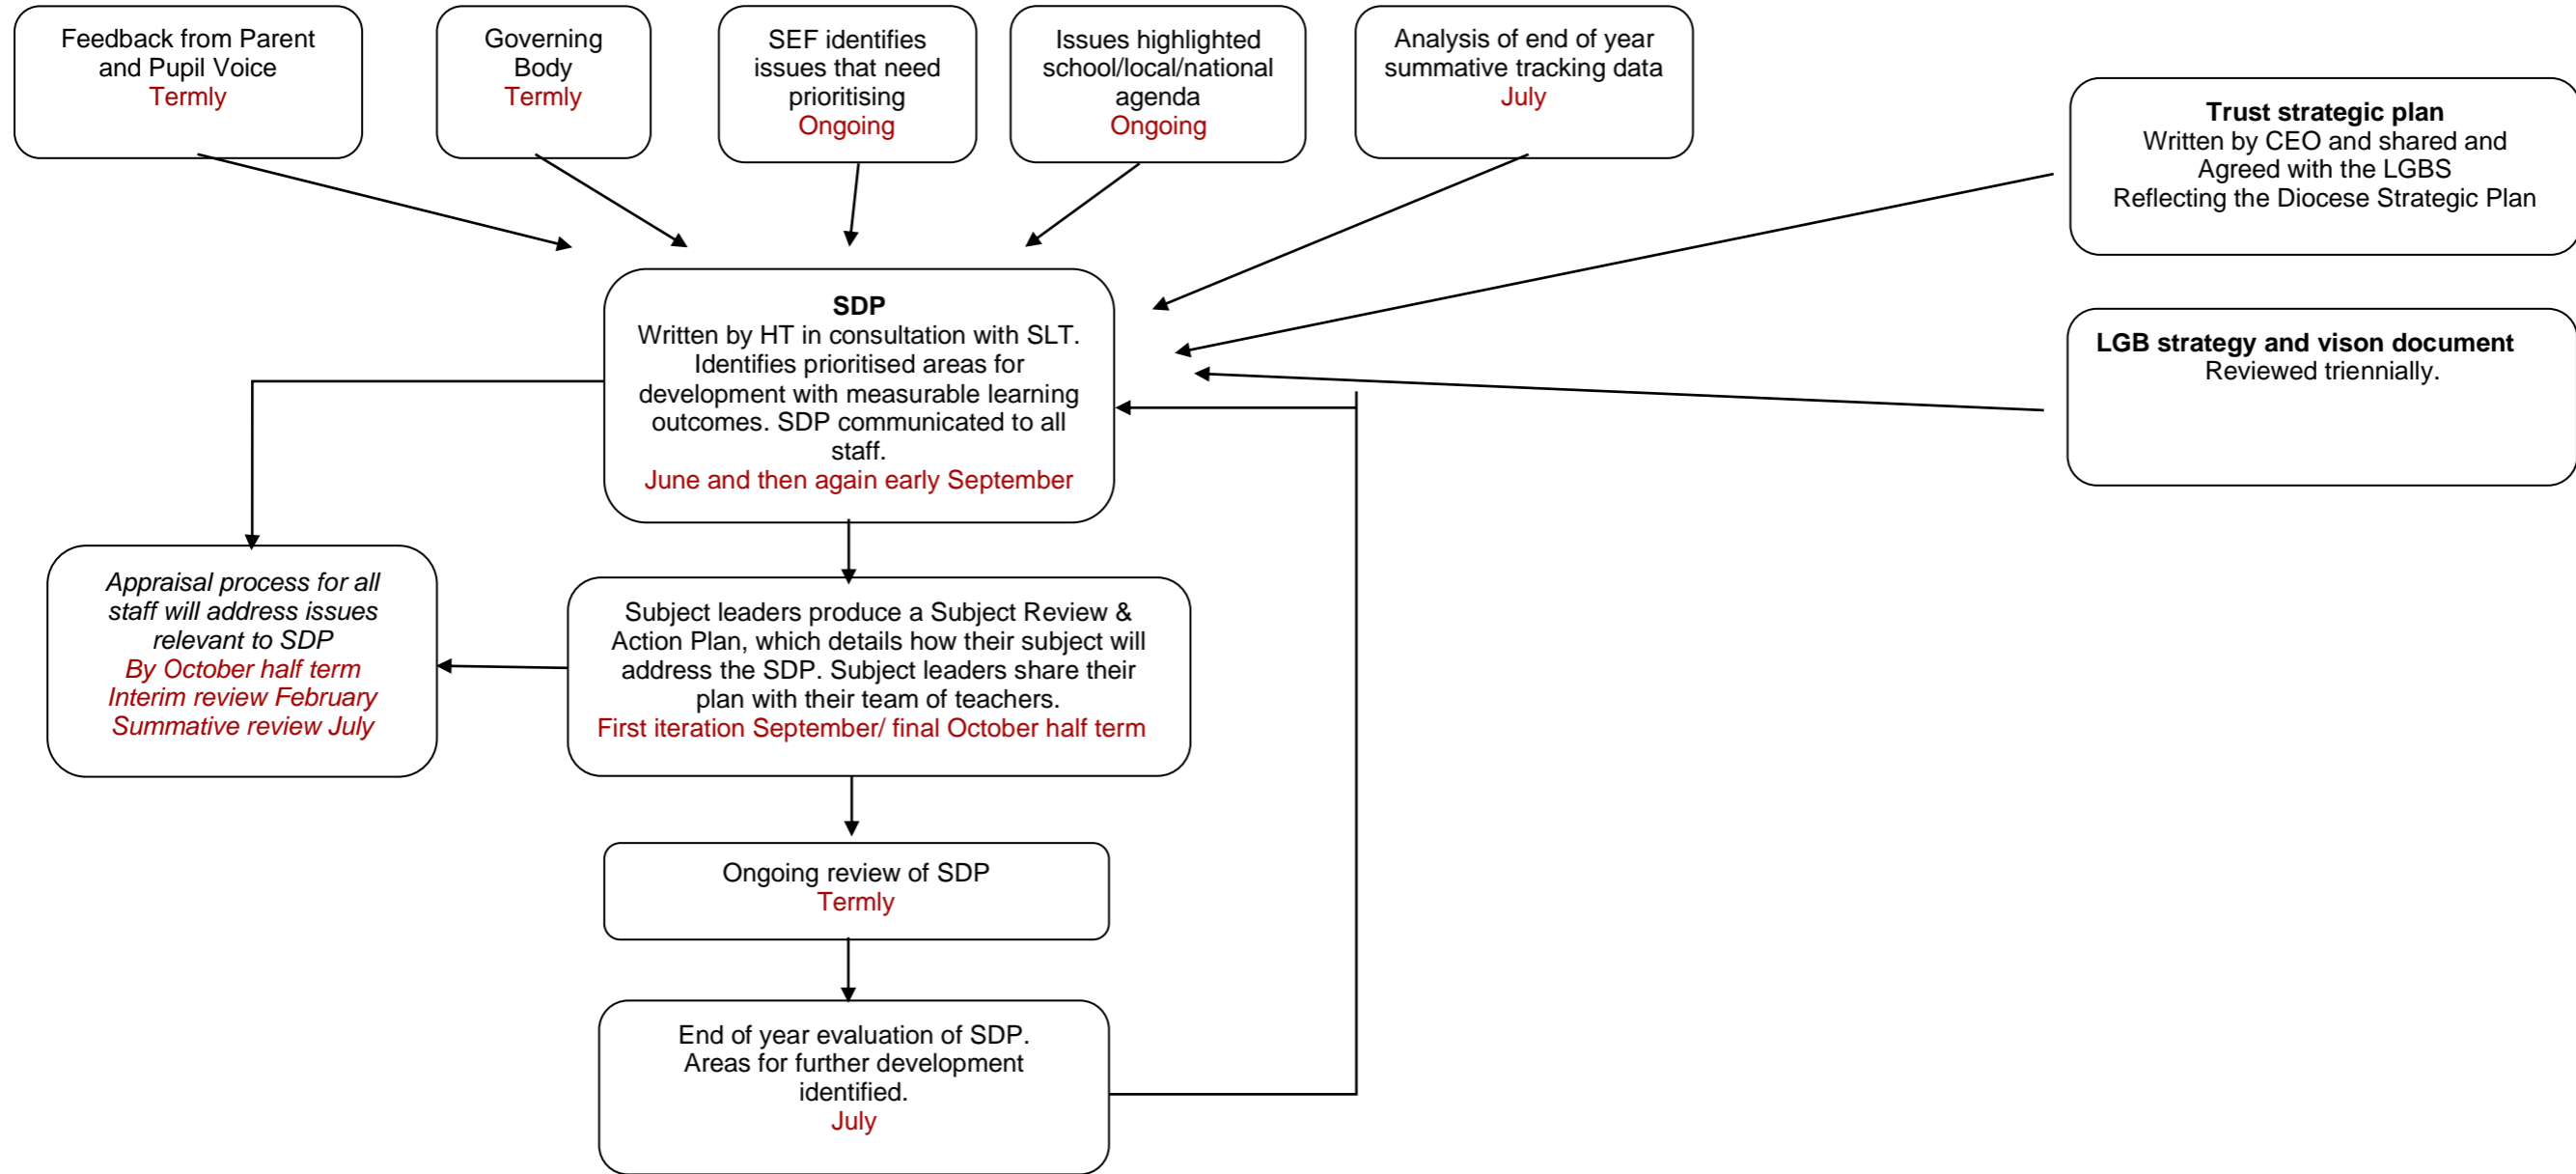 Feedback from Parent
and Pupil Voice
Termly
Governing
Body
Termly
SEF identifies
issues that need
prioritising
Ongoing
Issues highlighted
school/local/national
agenda
Ongoing
Analysis of end of year
summative tracking data
July
Trust strategic plan
Written by CEO and shared and
Agreed with the LGBS
Reflecting the Diocese Strategic Plan
LGB strategy and vison document
Reviewed triennially.
SDP
Written by HT in consultation with SLT.
Identifies prioritised areas for
development with measurable learning
outcomes. SDP communicated to all
staff.
June and then again early September
Appraisal process for all
staff will address issues
relevant to SDP
By October half term
Interim review February
Summative review July
Subject leaders produce a Subject Review &
Action Plan, which details how their subject will
address the SDP. Subject leaders share their
plan with their team of teachers.
First iteration September/ final October half term
Ongoing review of SDP
Termly
End of year evaluation of SDP.
Areas for further development
identified.
July